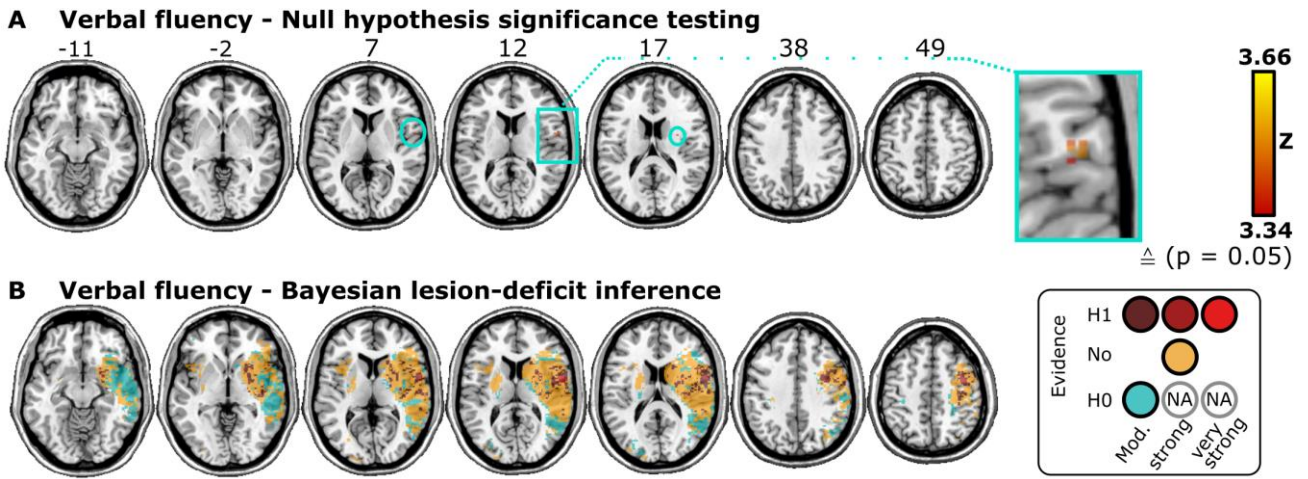 A Verbal fluency - Null hypothesis significance testing
-11 -2 7 12 17 38 49
3.66
Z
3.34
≙ (p = 0.05)
B Verbal fluency - Bayesian lesion-deficit inference
Evidence
H1
No
H0 NA NA
Mod.
strong
very
strong